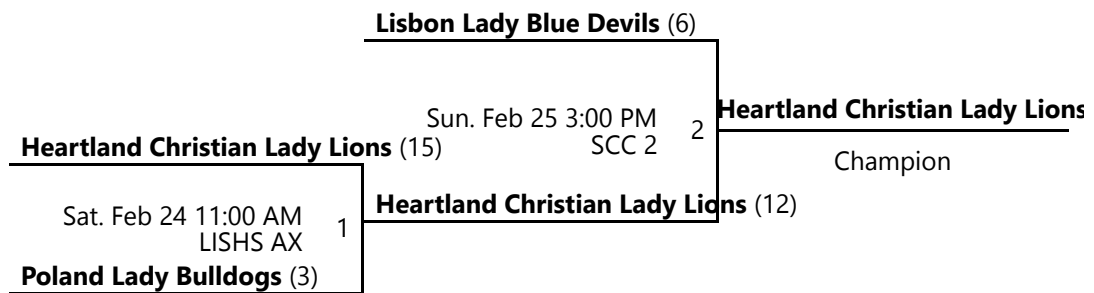 Lisbon Lady Blue Devils (6)
Sun. Feb 25 3:00 PM
SCC 2
2
Heartland Christian Lady Lions
Champion
Heartland Christian Lady Lions (15)
Heartland Christian Lady Lions (12)
Sat. Feb 24 11:00 AM
LISHS AX
1
Poland Lady Bulldogs (3)